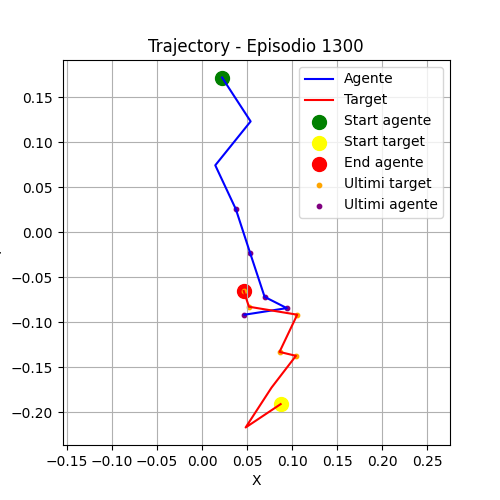 Trajectory - Episodio 1300
Agente
Target
Start agente
Start target
End agente
Ultimi target
Ultimi agente
0.15
0.10
0.05
0.00
−0.05
−0.10
−0.15
−0.20
−0.15 −0.10 −0.05 0.00 0.05 0.10 0.15 0.20 0.25
X